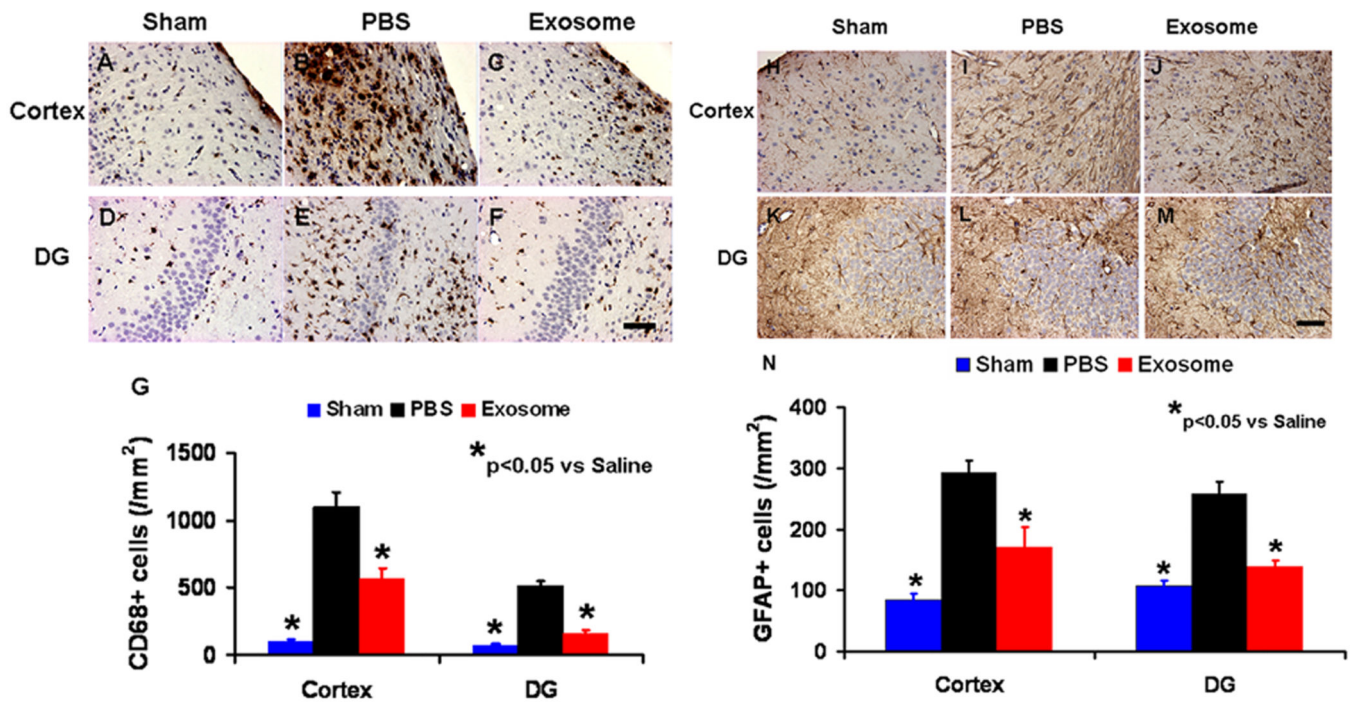 Sham PBS Exosome
Cortex
A B C
DG
D E F
G
Sham PBS Exosome
* p<0.05 vs Saline
CD68+ cells (/mm²)
1500
1000
500
0
* * * *
Cortex DG
Sham PBS Exosome
Cortex
H I J
DG
K L M
N
Sham PBS Exosome
* p<0.05 vs Saline
GFAP+ cells (/mm²)
400
300
200
100
0
* * * *
Cortex DG